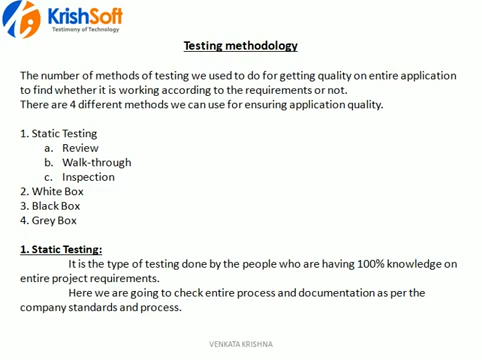 KrishSoft
Testimony of Technology
Testing methodology
The number of methods of testing we used to do for getting quality on entire application
to find whether it is working according to the requirements or not.
There are 4 different methods we can use for ensuring application quality.
1. Static Testing
a. Review
b. Walk-through
c. Inspection
2. White Box
3. Black Box
4. Grey Box
1. Static Testing:
It is the type of testing done by the people who are having 100% knowledge on
entire project requirements.
Here we are going to check entire process and documentation as per the
company standards and process.
VENKATA KRISHNA